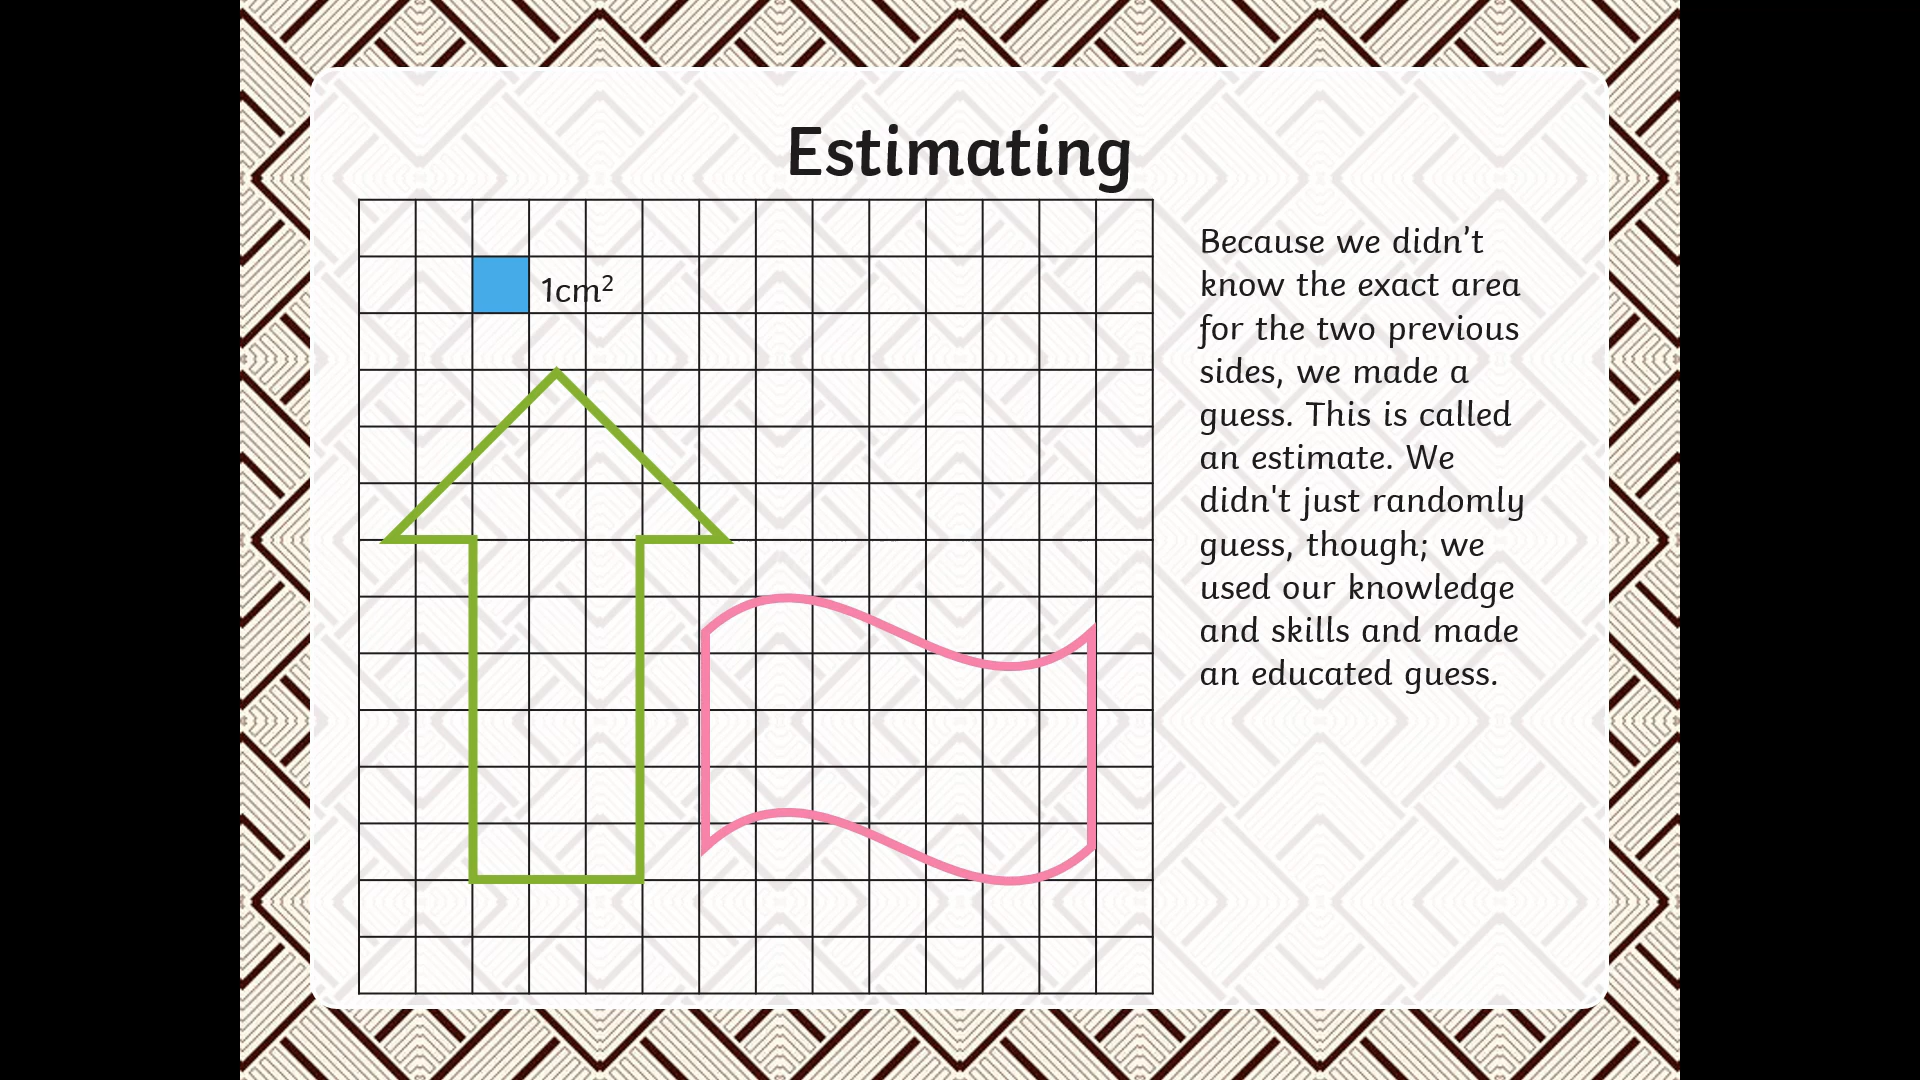 Estimating
1cm²
Because we didn’t
know the exact area
for the two previous
sides, we made a
guess. This is called
an estimate. We
didn't just randomly
guess, though; we
used our knowledge
and skills and made
an educated guess.